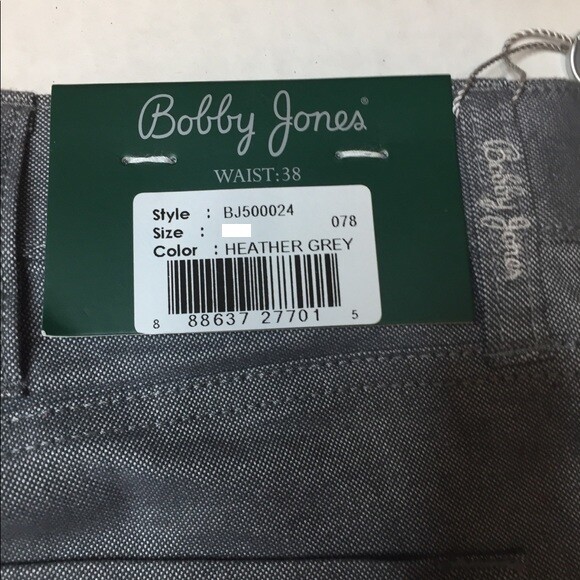 Bobby Jones®
WAIST:38
Style : BJ500024
078
Size :
Color : HEATHER GREY
8 88637 27701 5
Bobby Jones